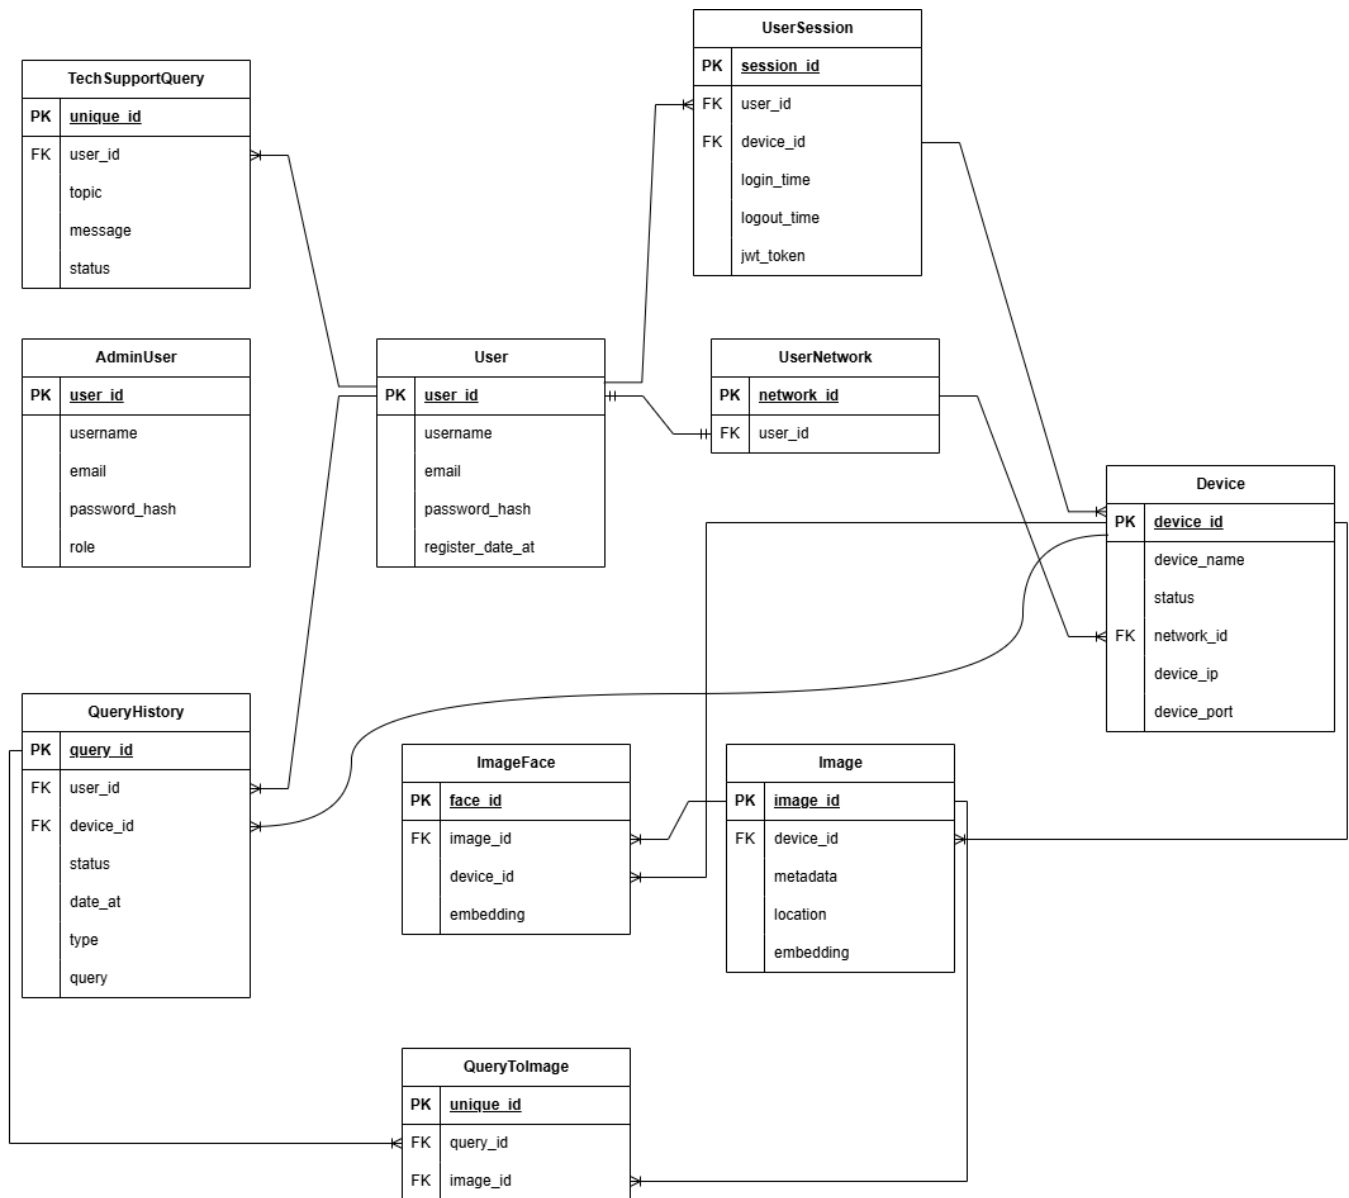 UserSession
PK session_id
FK user_id
FK device_id
login_time
logout_time
jwt_token
TechSupportQuery
PK unique_id
FK user_id
topic
message
status
AdminUser
PK user_id
username
email
password_hash
role
User
PK user_id
username
email
password_hash
register_date_at
UserNetwork
PK network_id
FK user_id
Device
PK device_id
device_name
status
FK network_id
device_ip
device_port
QueryHistory
PK query_id
FK user_id
FK device_id
status
date_at
type
query
ImageFace
PK face_id
FK image_id
device_id
embedding
Image
PK image_id
FK device_id
metadata
location
embedding
QueryToImage
PK unique_id
FK query_id
FK image_id